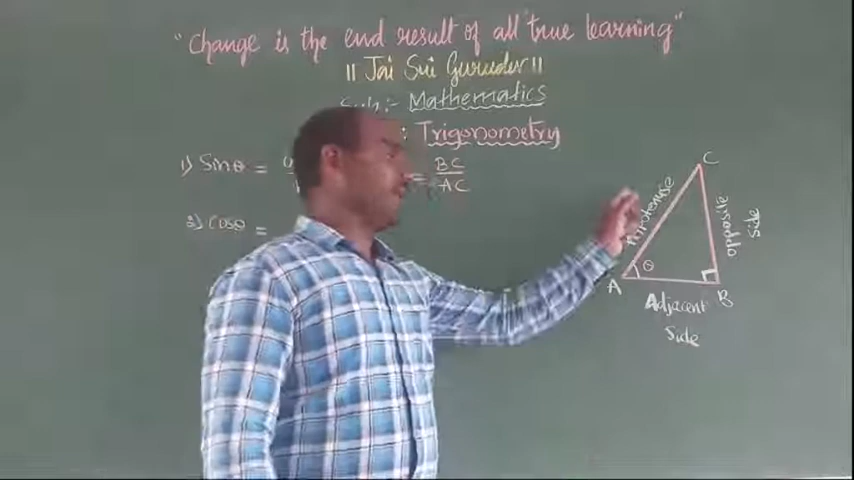 "Change is the end result of all true learning"
|| Jai Sri Gurudev ||
Sub:- Mathematics
: Trigonometry
1) Sinθ = = BC/AC
2) Cosθ =
C
Hypotenuse
opposite
side
θ
A
B
Adjacent
Side